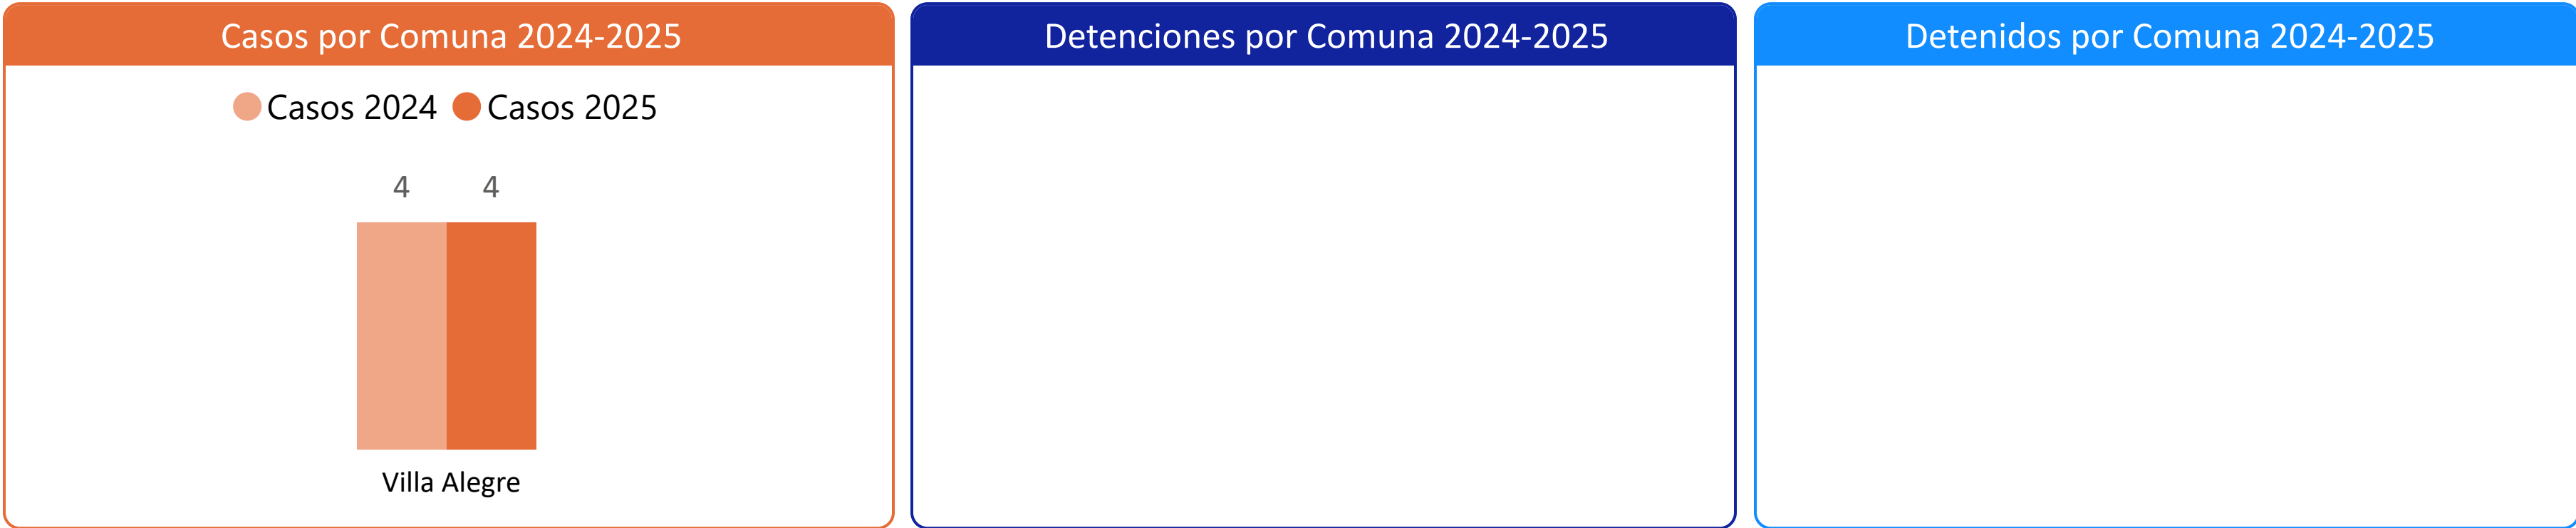 Casos por Comuna 2024-2025
Casos 2024 Casos 2025
4 4
Villa Alegre
Detenciones por Comuna 2024-2025
Detenidos por Comuna 2024-2025